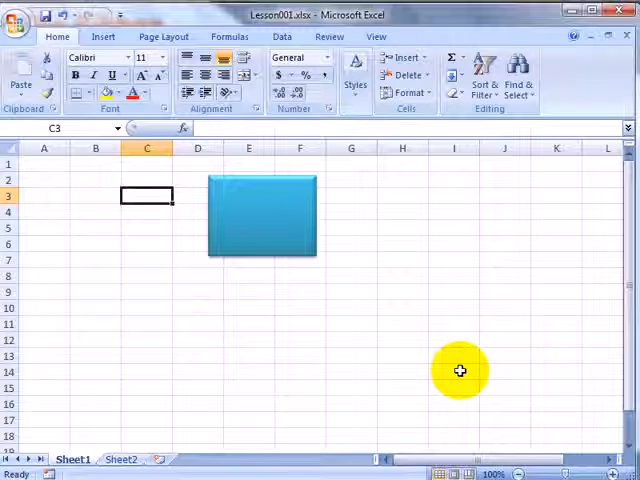 Lesson001.xlsx - Microsoft Excel
Home Insert Page Layout Formulas Data Review View
Calibri 11 General Insert Σ
Paste B I U A A $ % , Styles Delete Sort & Find &
A Format Filter Select
Clipboard Font Alignment Number Cells Editing
C3 fx
A B C D E F G H I J K L
1
2
3
4
5
6
7
8
9
10
11
12
13
14
15
16
17
18
19
Sheet1 Sheet2
Ready 100%